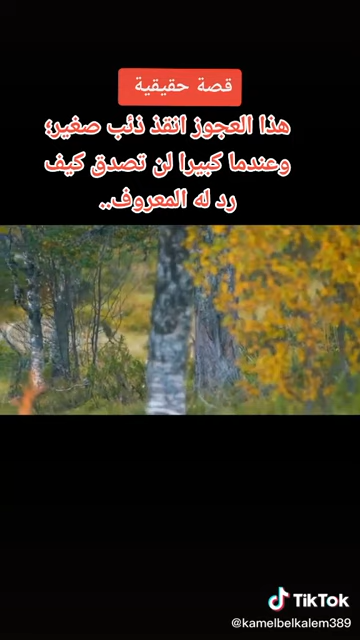 قصة حقيقية
هذا العجوز انقذ ذئب صغير؛
وعندما كبيرا لن تصدق كيف
رد له المعروف..
TikTok
@kamelbelkalem389